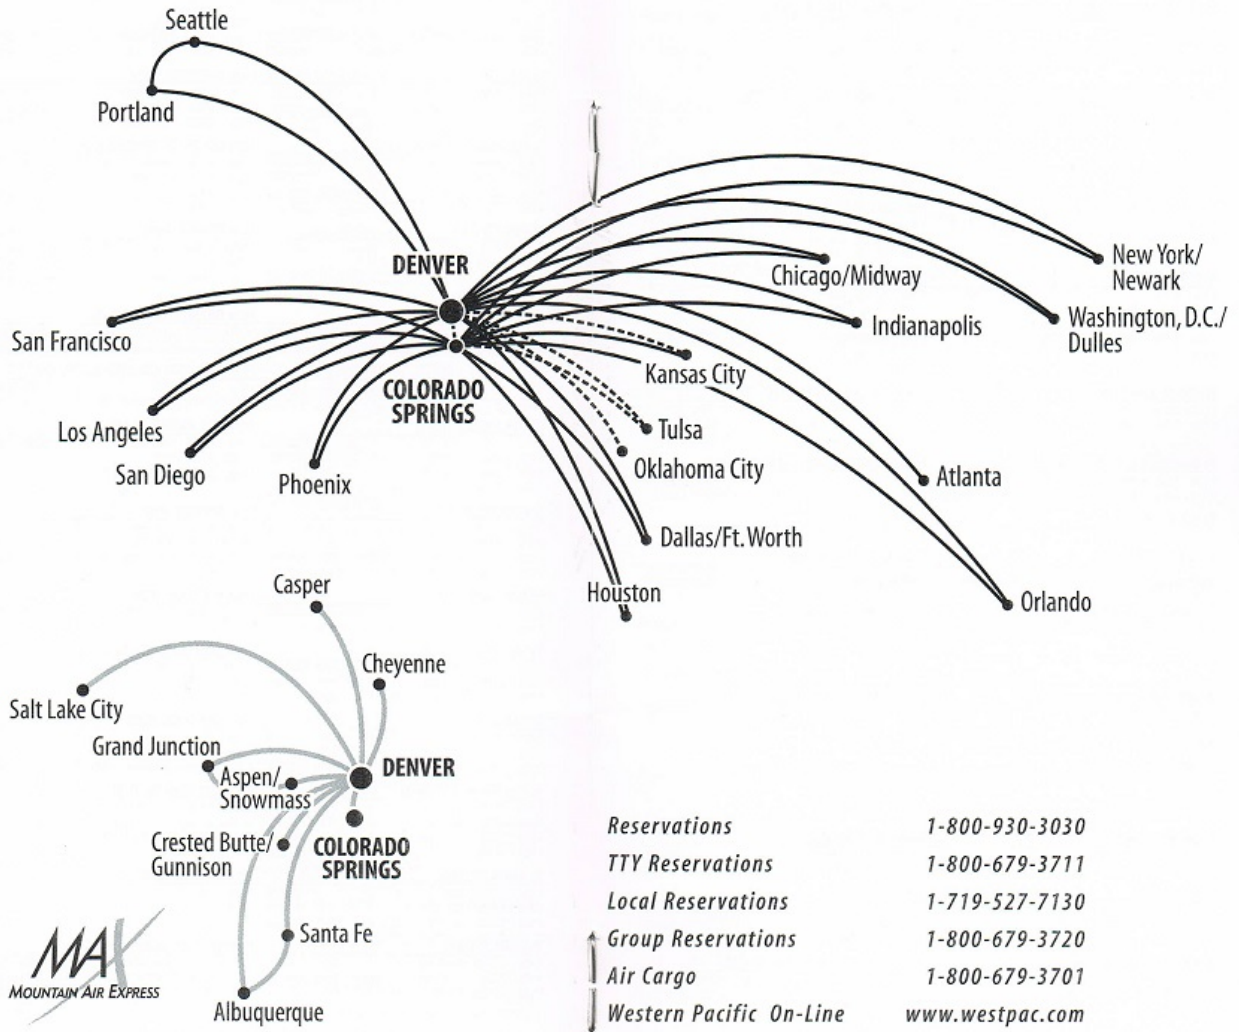 Seattle
Portland
DENVER
New York/
Newark
Chicago/Midway
Washington, D.C./
Dulles
Indianapolis
San Francisco
Kansas City
COLORADO
SPRINGS
Los Angeles
Tulsa
San Diego
Oklahoma City
Phoenix
Atlanta
Dallas/Ft. Worth
Houston
Orlando
Casper
Cheyenne
Salt Lake City
Grand Junction
DENVER
Aspen/
Snowmass
Crested Butte/
Gunnison
COLORADO
SPRINGS
Santa Fe
Albuquerque
MAX
MOUNTAIN AIR EXPRESS
Reservations 1-800-930-3030
TTY Reservations 1-800-679-3711
Local Reservations 1-719-527-7130
Group Reservations 1-800-679-3720
Air Cargo 1-800-679-3701
Western Pacific On-Line www.westpac.com